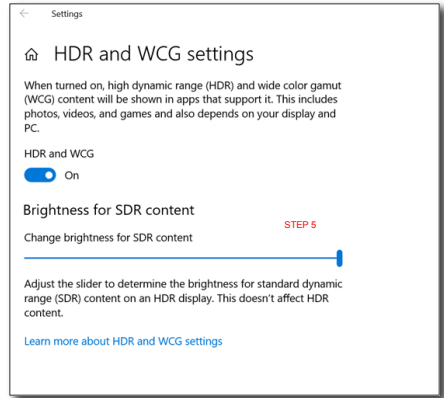 Settings
HDR and WCG settings
When turned on, high dynamic range (HDR) and wide color gamut
(WCG) content will be shown in apps that support it. This includes
photos, videos, and games and also depends on your display and
PC.
HDR and WCG
On
Brightness for SDR content
STEP 5
Change brightness for SDR content
Adjust the slider to determine the brightness for standard dynamic
range (SDR) content on an HDR display. This doesn't affect HDR
content.
Learn more about HDR and WCG settings